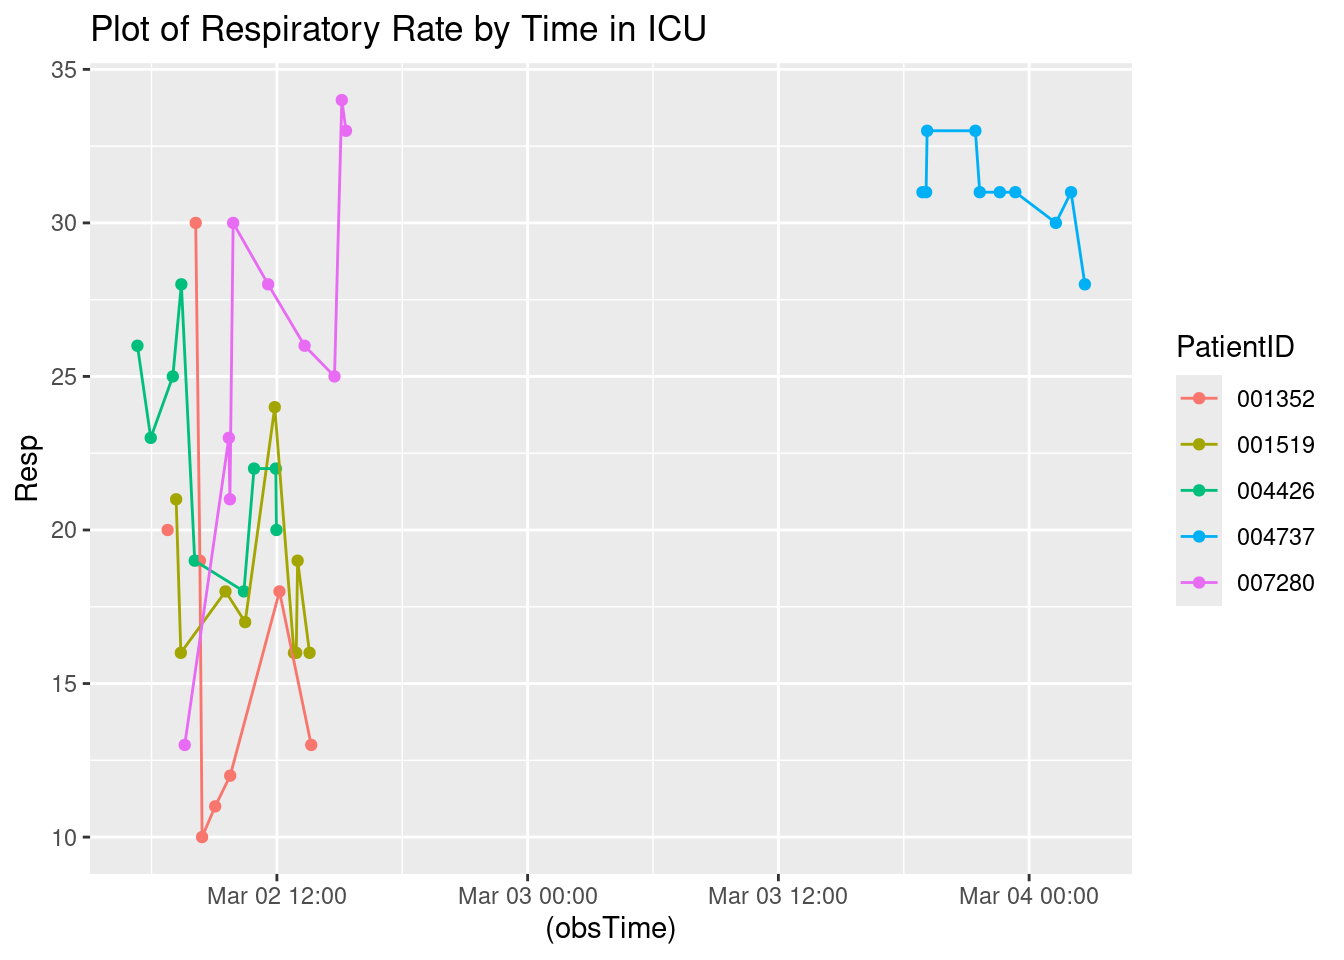 Plot of Respiratory Rate by Time in ICU
35
30
25
20
15
10
Resp
Mar 02 12:00
Mar 03 00:00
Mar 03 12:00
Mar 04 00:00
(obsTime)
PatientID
001352
001519
004426
004737
007280